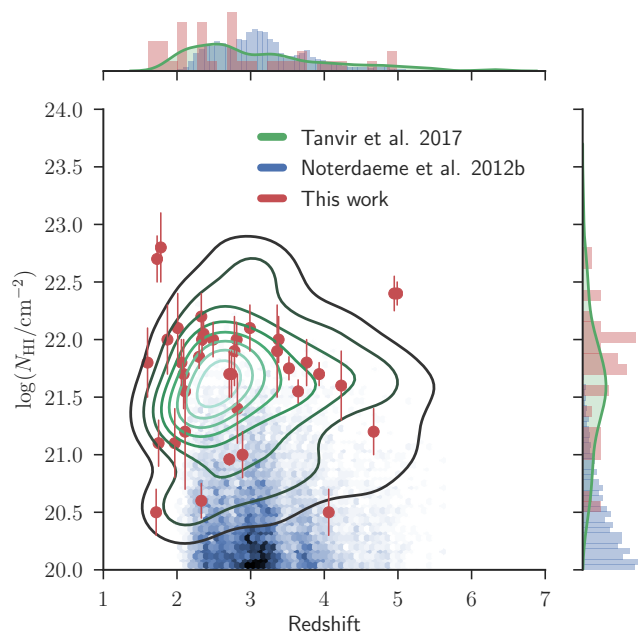 24.0
23.5
Tanvir et al. 2017
Noterdaeme et al. 2012b
23.0
This work
22.5
22.0
21.5
21.0
20.5
20.0
log(N_HI/cm⁻²)
1 2 3 4 5 6 7
Redshift